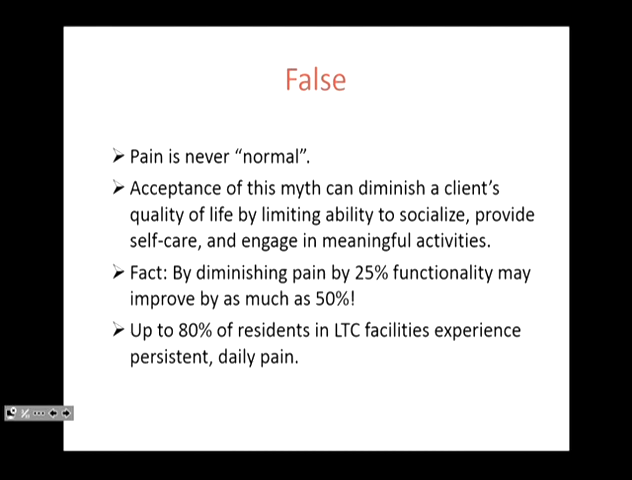 False
➢ Pain is never “normal”.
➢ Acceptance of this myth can diminish a client’s
quality of life by limiting ability to socialize, provide
self-care, and engage in meaningful activities.
➢ Fact: By diminishing pain by 25% functionality may
improve by as much as 50%!
➢ Up to 80% of residents in LTC facilities experience
persistent, daily pain.